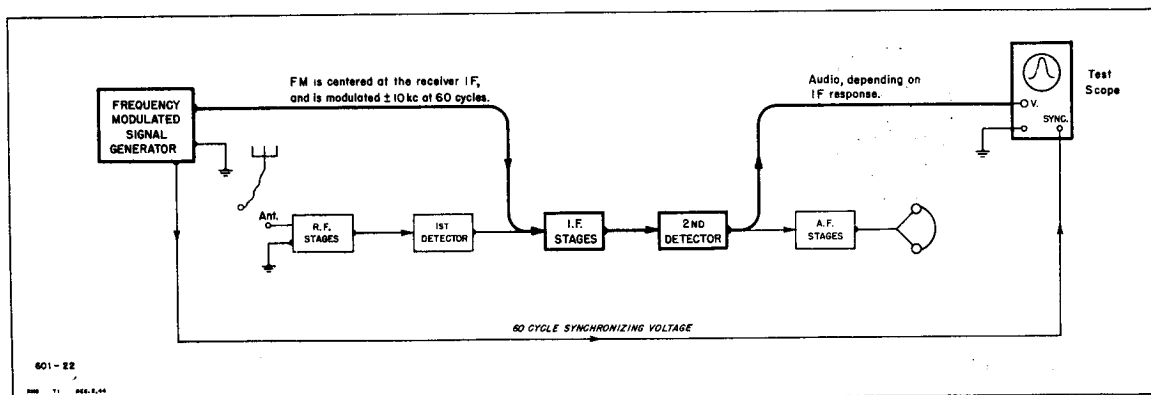 FM is centered at the receiver IF,
and is modulated ± 10 kc at 60 cycles.
Audio, depending on
IF response.
Test
Scope
V.
SYNC.
FREQUENCY
MODULATED
SIGNAL
GENERATOR
Ant.
R.F.
STAGES
1ST
DETECTOR
I.F.
STAGES
2ND
DETECTOR
A.F.
STAGES
60 CYCLE SYNCHRONIZING VOLTAGE
601-22